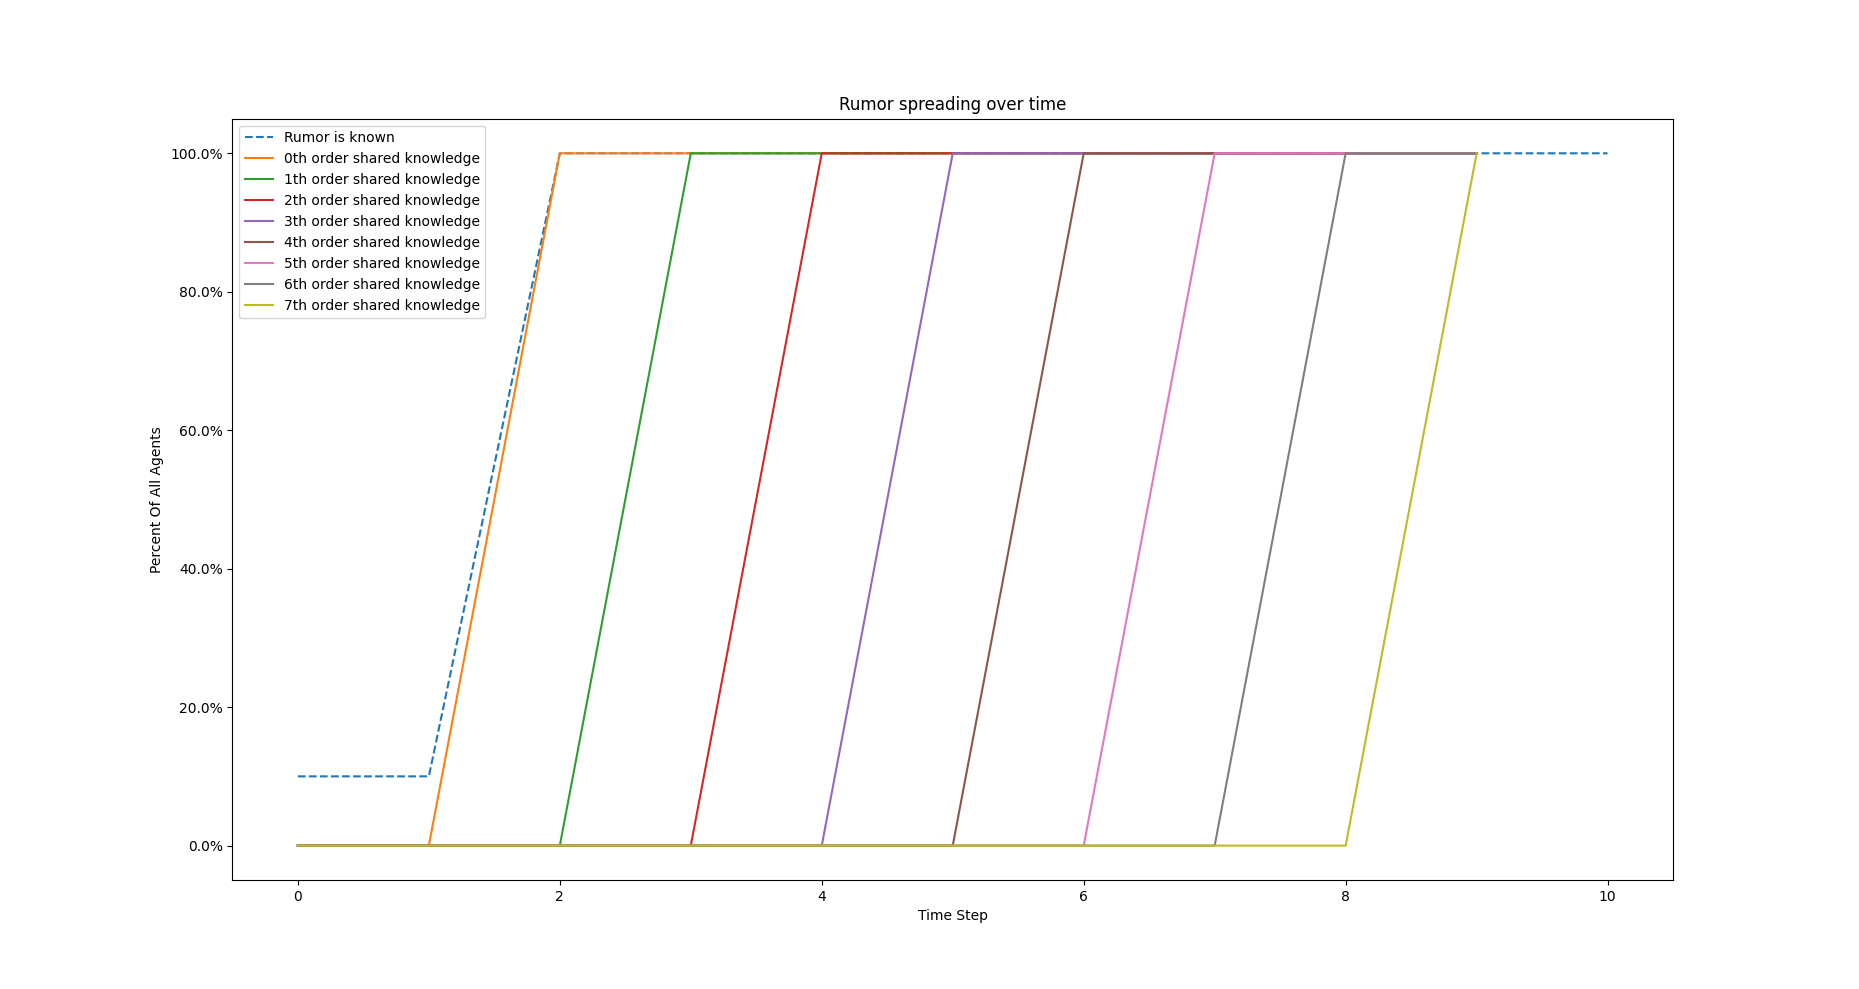 Rumor spreading over time
Rumor is known
0th order shared knowledge
1th order shared knowledge
2th order shared knowledge
3th order shared knowledge
4th order shared knowledge
5th order shared knowledge
6th order shared knowledge
7th order shared knowledge
100.0%
80.0%
60.0%
40.0%
20.0%
0.0%
Percent Of All Agents
0 2 4 6 8 10
Time Step